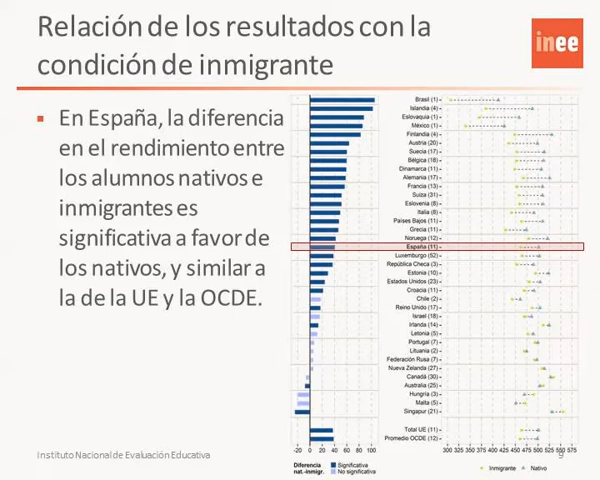 Relación de los resultados con la
condición de inmigrante
inee
▪ En España, la diferencia
en el rendimiento entre
los alumnos nativos e
inmigrantes es
significativa a favor de
los nativos, y similar a
la de la UE y la OCDE.
Brasil (1)
Islandia (4)
Eslovaquia (1)
México (1)
Finlandia (4)
Austria (20)
Suecia (17)
Bélgica (18)
Dinamarca (11)
Alemania (17)
Francia (13)
Suiza (31)
Eslovenia (8)
Italia (8)
Países Bajos (11)
Grecia (11)
Noruega (12)
España (11)
Luxemburgo (52)
República Checa (3)
Estonia (10)
Estados Unidos (23)
Croacia (11)
Chile (2)
Reino Unido (17)
Israel (18)
Irlanda (14)
Letonia (12)
Portugal (7)
Lituania (2)
Federación Rusa (6)
Nueva Zelanda (27)
Canadá (30)
Australia (25)
Hungría (3)
Malta (5)
Singapur (21)
Total UE (11)
Promedio OCDE (12)
-20 0 20 40 60 80 100
300 325 350 375 400 425 450 475 500 525 550 575
Diferencia
nat.-inmigr.
Significativa
No significativa
Inmigrante
Nativo
Instituto Nacional de Evaluación Educativa